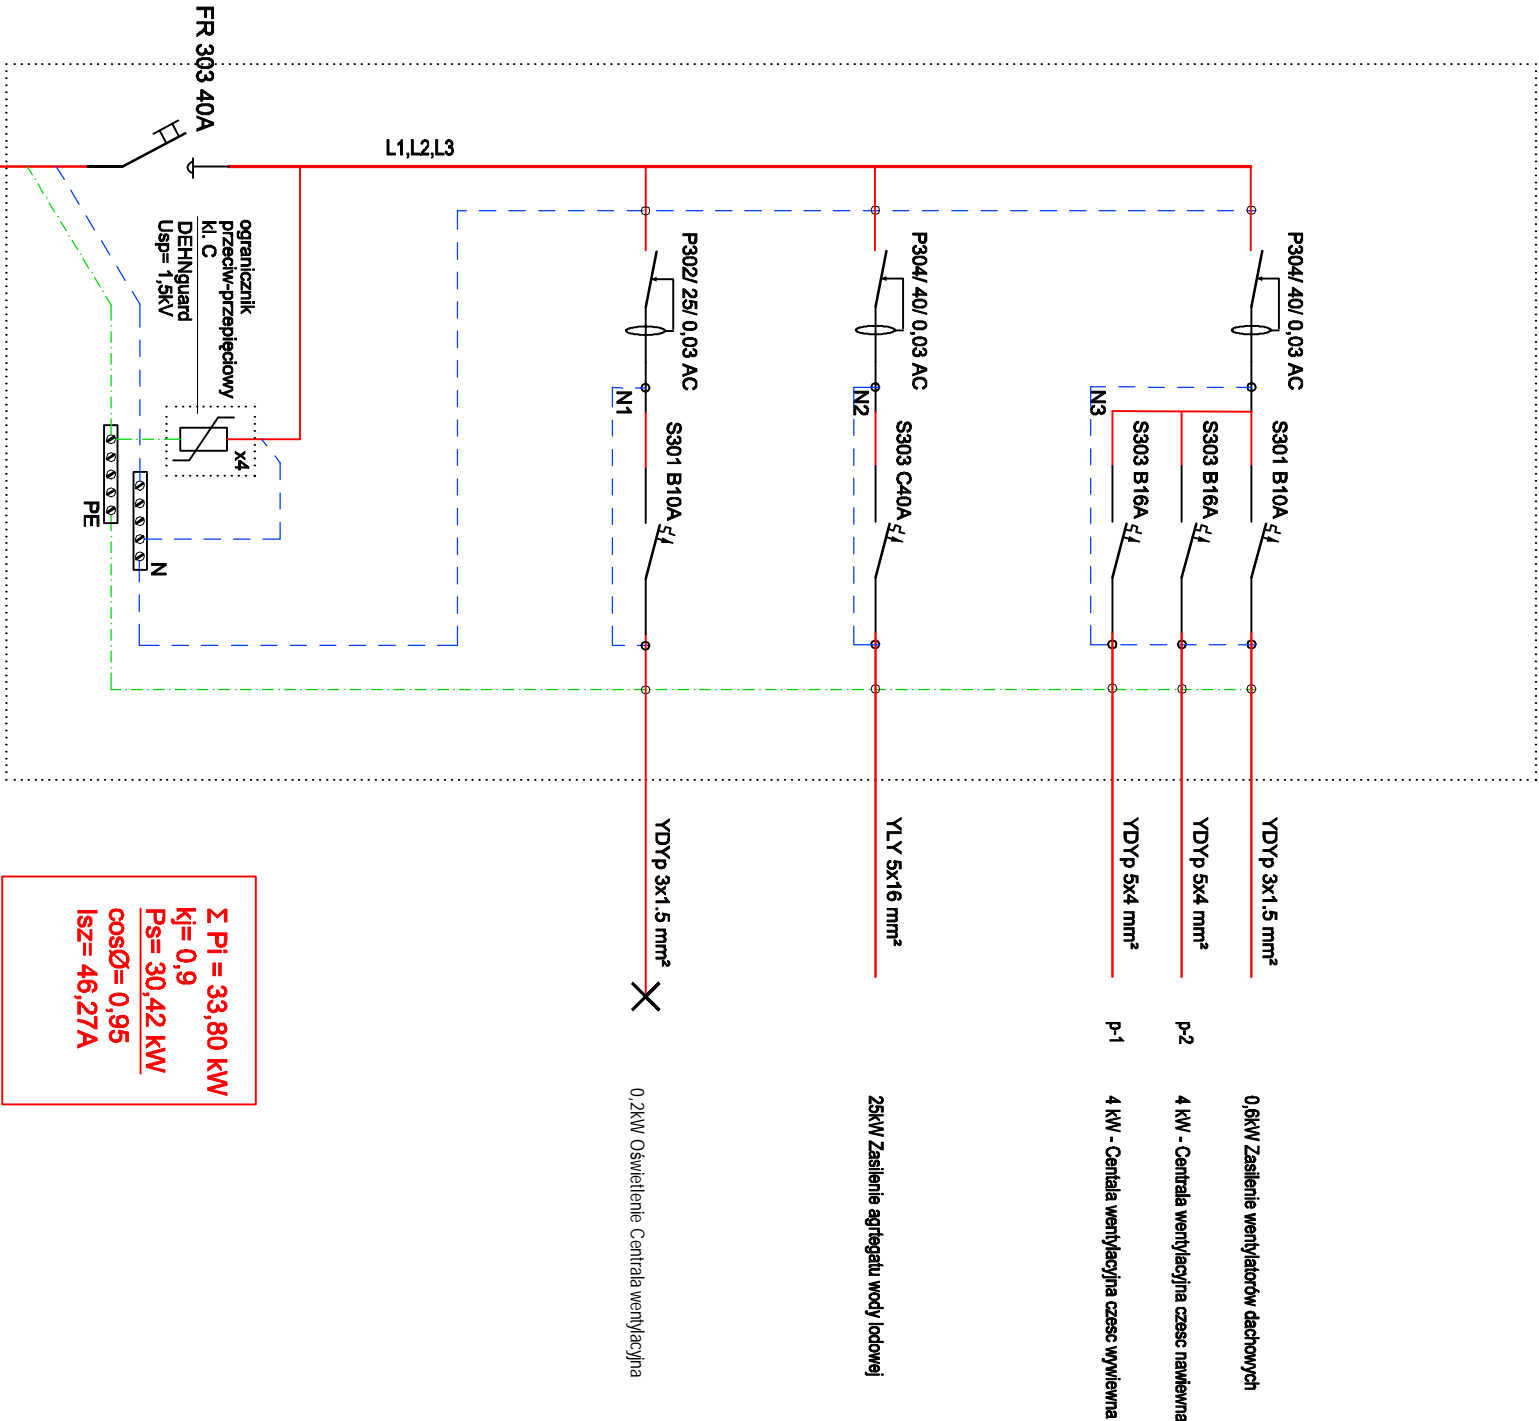 FR 303 40A
L1,L2,L3
ogranicznik
przeciw-przepięciowy
kl. C
DEHNguard
Usp= 1,5kV
x4
PE
N
P302/ 25/ 0,03 AC
N1
S301 B10A
YDYp 3x1.5 mm²
0,2kW Oświetlenie Centrala wentylacyjna
P304/ 40/ 0,03 AC
N2
S303 C40A
YLY 5x16 mm²
25kW Zasilenie agrtegatu wody lodowej
P304/ 40/ 0,03 AC
N3
S303 B16A
S303 B16A
S301 B10A
YDYp 5x4 mm²
YDYp 5x4 mm²
YDYp 3x1.5 mm²
p-1
4 kW - Centala wentylacyjna czesc wywiewna
p-2
4 kW - Centrala wentylacyjna czesc nawiewna
0,6kW Zasilenie wentylatorów dachowych
Σ Pi = 33,80 kW
kj= 0,9
Ps= 30,42 kW
cosØ= 0,95
Isz= 46,27A